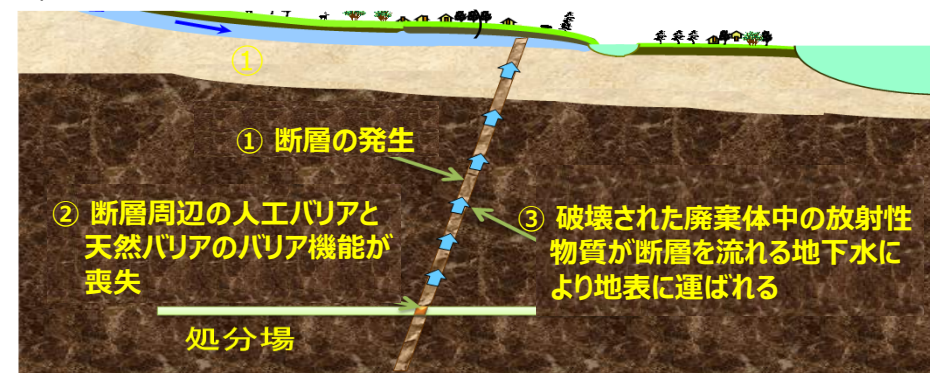 ①
① 断層の発生
② 断層周辺の人工バリアと
天然バリアのバリア機能が
喪失
③ 破壊された廃棄体中の放射性
物質が断層を流れる地下水に
より地表に運ばれる
処分場